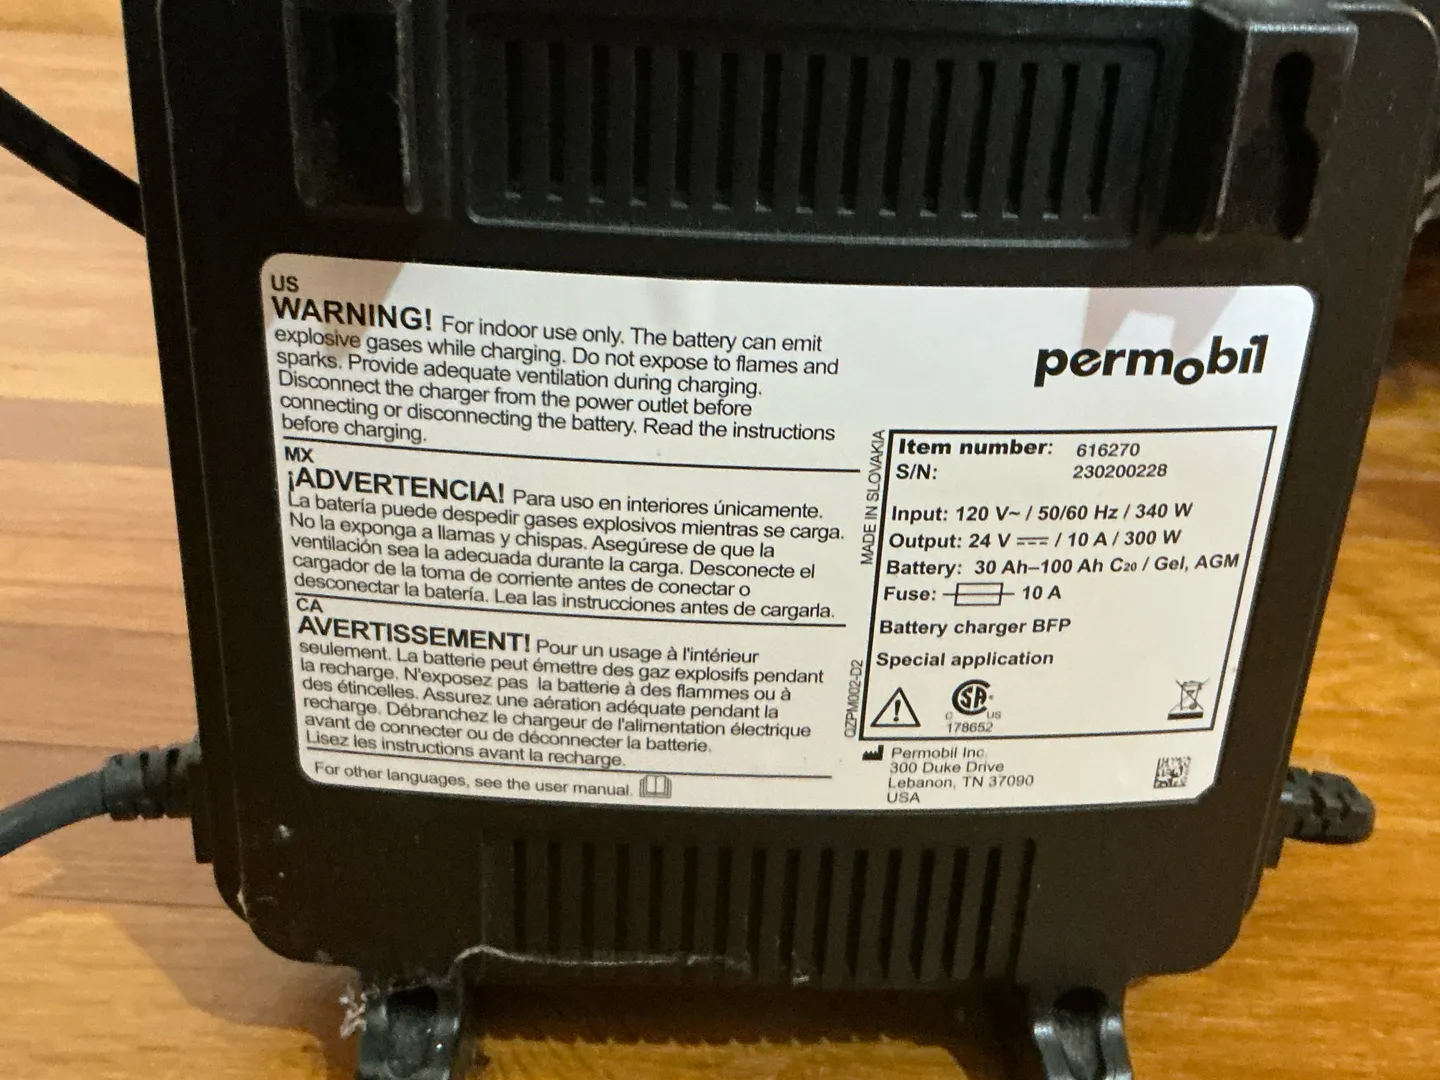 US
WARNING! For indoor use only. The battery can emit
explosive gases while charging. Do not expose to flames and
sparks. Provide adequate ventilation during charging.
Disconnect the charger from the power outlet before
connecting or disconnecting the battery. Read the instructions
before charging.
MX
¡ADVERTENCIA! Para uso en interiores únicamente.
La batería puede despedir gases explosivos mientras se carga.
No la exponga a llamas y chispas. Asegúrese de que la
ventilación sea la adecuada durante la carga. Desconecte el
cargador de la toma de corriente antes de conectar o
desconectar la batería. Lea las instrucciones antes de cargarla.
CA
AVERTISSEMENT! Pour un usage à l'intérieur
seulement. La batterie peut émettre des gaz explosifs pendant
la recharge. N'exposez pas la batterie à des flammes ou à
des étincelles. Assurez une aération adéquate pendant la
recharge. Débranchez le chargeur de l'alimentation électrique
avant de connecter ou de déconnecter la batterie.
Lisez les instructions avant la recharge.
For other languages, see the user manual.
permobil
MADE IN SLOVAKIA
QZPM002-D2
Item number: 616270
S/N: 230200228
Input: 120 V~ / 50/60 Hz / 340 W
Output: 24 V ⎓ / 10 A / 300 W
Battery: 30 Ah–100 Ah C20 / Gel, AGM
Fuse: 10 A
Battery charger BFP
Special application
SA
C US
178652
Permobil Inc.
300 Duke Drive
Lebanon, TN 37090
USA